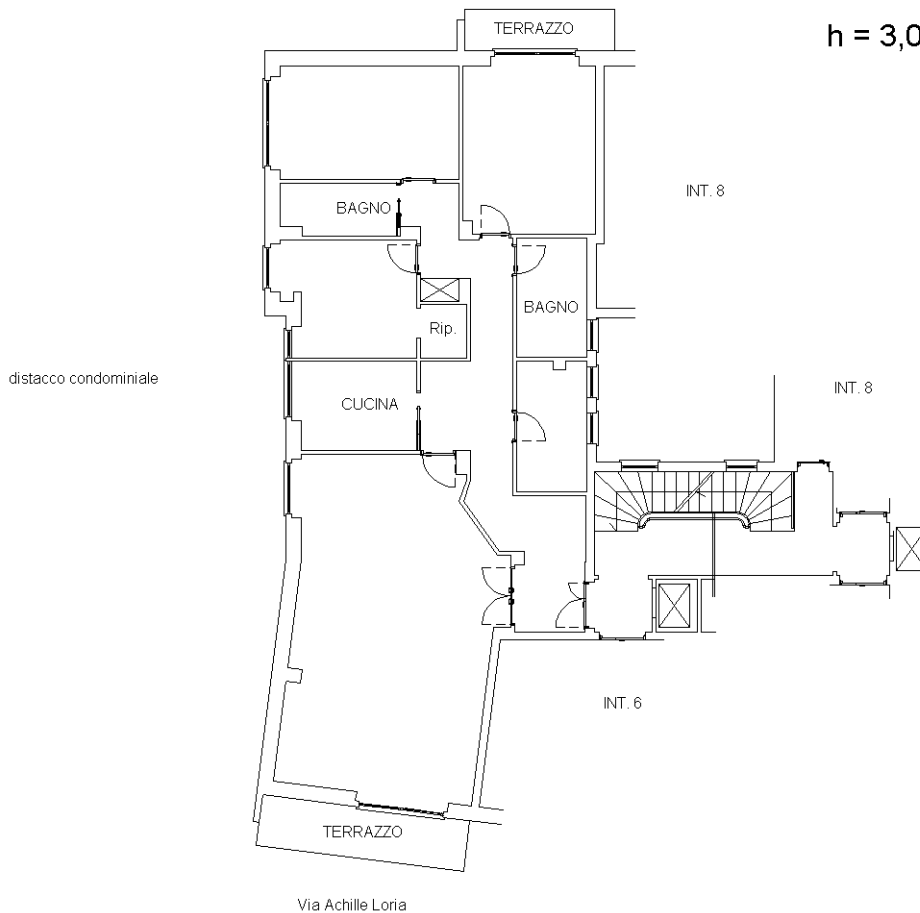 TERRAZZO
h = 3,0
INT. 8
BAGNO
BAGNO
Rip.
distacco condominiale
INT. 8
CUCINA
INT. 6
TERRAZZO
Via Achille Loria